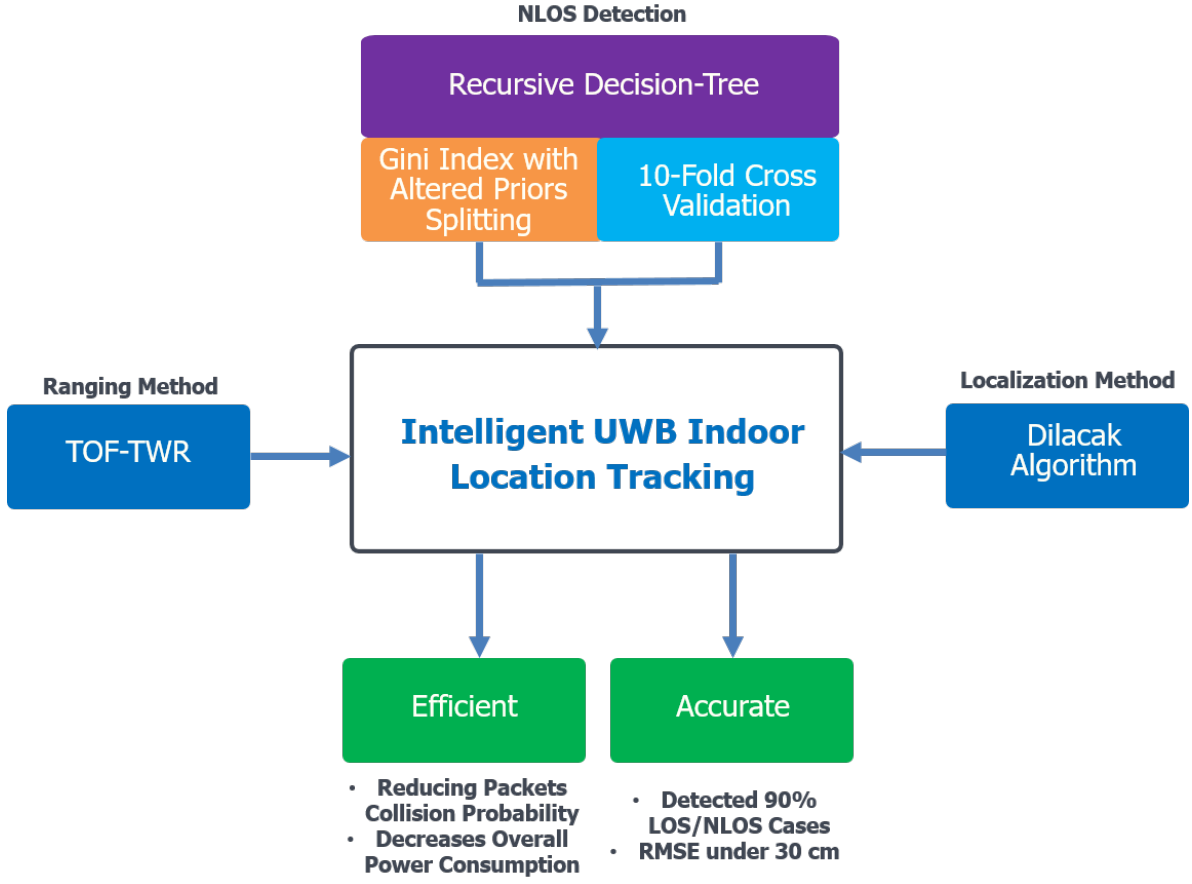 NLOS Detection
Recursive Decision-Tree
Gini Index with
Altered Priors
Splitting
10-Fold Cross
Validation
Ranging Method
TOF-TWR
Intelligent UWB Indoor
Location Tracking
Localization Method
Dilacak
Algorithm
Efficient
• Reducing Packets
Collision Probability
• Decreases Overall
Power Consumption
Accurate
• Detected 90%
LOS/NLOS Cases
• RMSE under 30 cm